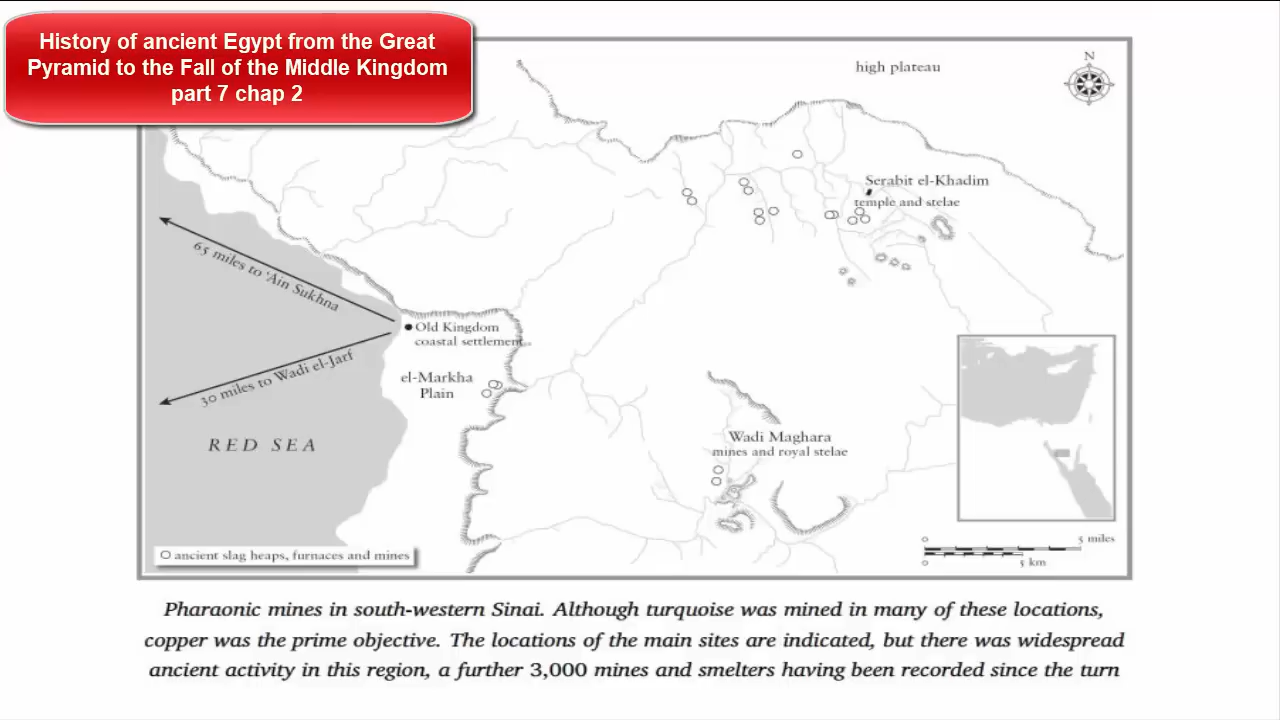 History of ancient Egypt from the Great
Pyramid to the Fall of the Middle Kingdom
part 7 chap 2
high plateau
N
Serabit el-Khadim
temple and stelae
65 miles to 'Ain Sukhna
Old Kingdom
coastal settlement
30 miles to Wadi el-Jarf
el-Markha
Plain
RED SEA
Wadi Maghara
mines and royal stelae
0
5 miles
0
5 km
ancient slag heaps, furnaces and mines
Pharaonic mines in south-western Sinai. Although turquoise was mined in many of these locations,
copper was the prime objective. The locations of the main sites are indicated, but there was widespread
ancient activity in this region, a further 3,000 mines and smelters having been recorded since the turn